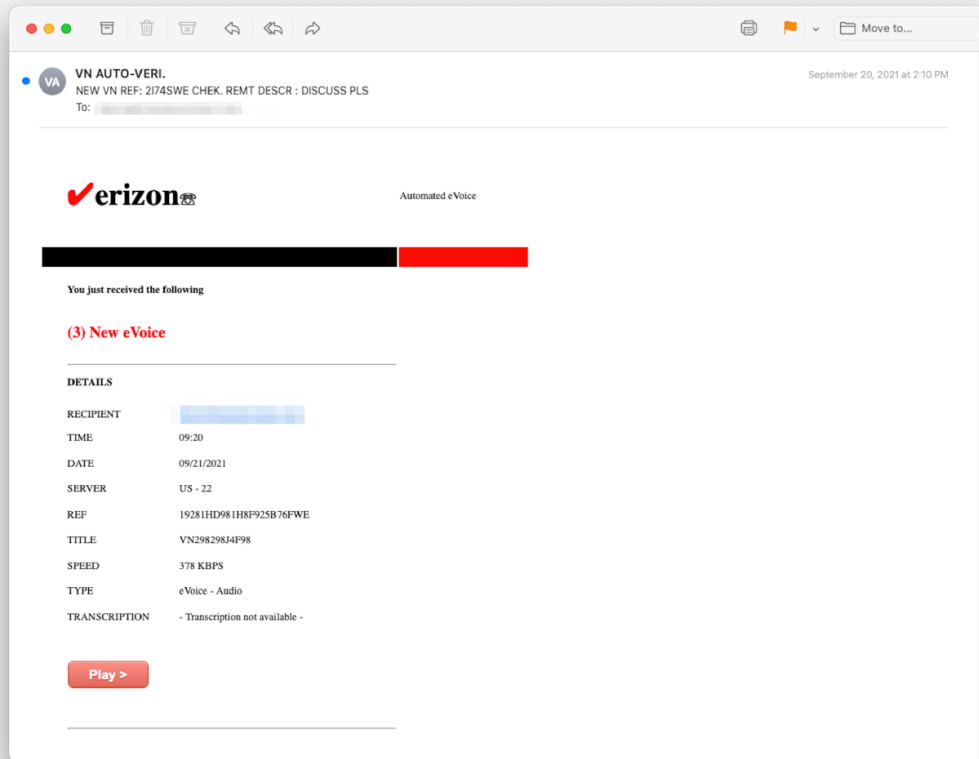 Move to...
VA
VN AUTO-VERI.
September 20, 2021 at 2:10 PM
NEW VN REF: 2I74SWE CHEK. REMT DESCR : DISCUSS PLS
To:
✔erizon☏
Automated eVoice
You just received the following
(3) New eVoice
DETAILS
RECIPIENT
TIME 09:20
DATE 09/21/2021
SERVER US - 22
REF 19281HD981H8F925B76FWE
TITLE VN298298J4F98
SPEED 378 KBPS
TYPE eVoice - Audio
TRANSCRIPTION - Transcription not available -
Play >